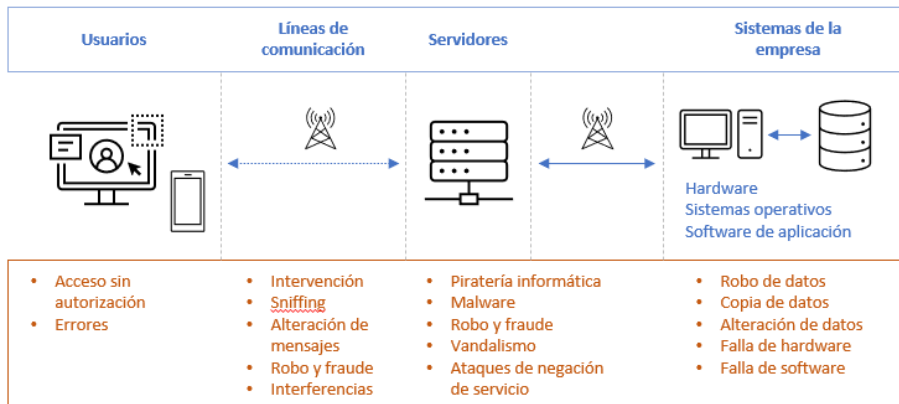 Usuarios
Líneas de
comunicación
Servidores
Sistemas de la
empresa
Hardware
Sistemas operativos
Software de aplicación
• Acceso sin
autorización
• Errores
• Intervención
• Sniffing
• Alteración de
mensajes
• Robo y fraude
• Interferencias
• Piratería informática
• Malware
• Robo y fraude
• Vandalismo
• Ataques de negación
de servicio
• Robo de datos
• Copia de datos
• Alteración de datos
• Falla de hardware
• Falla de software